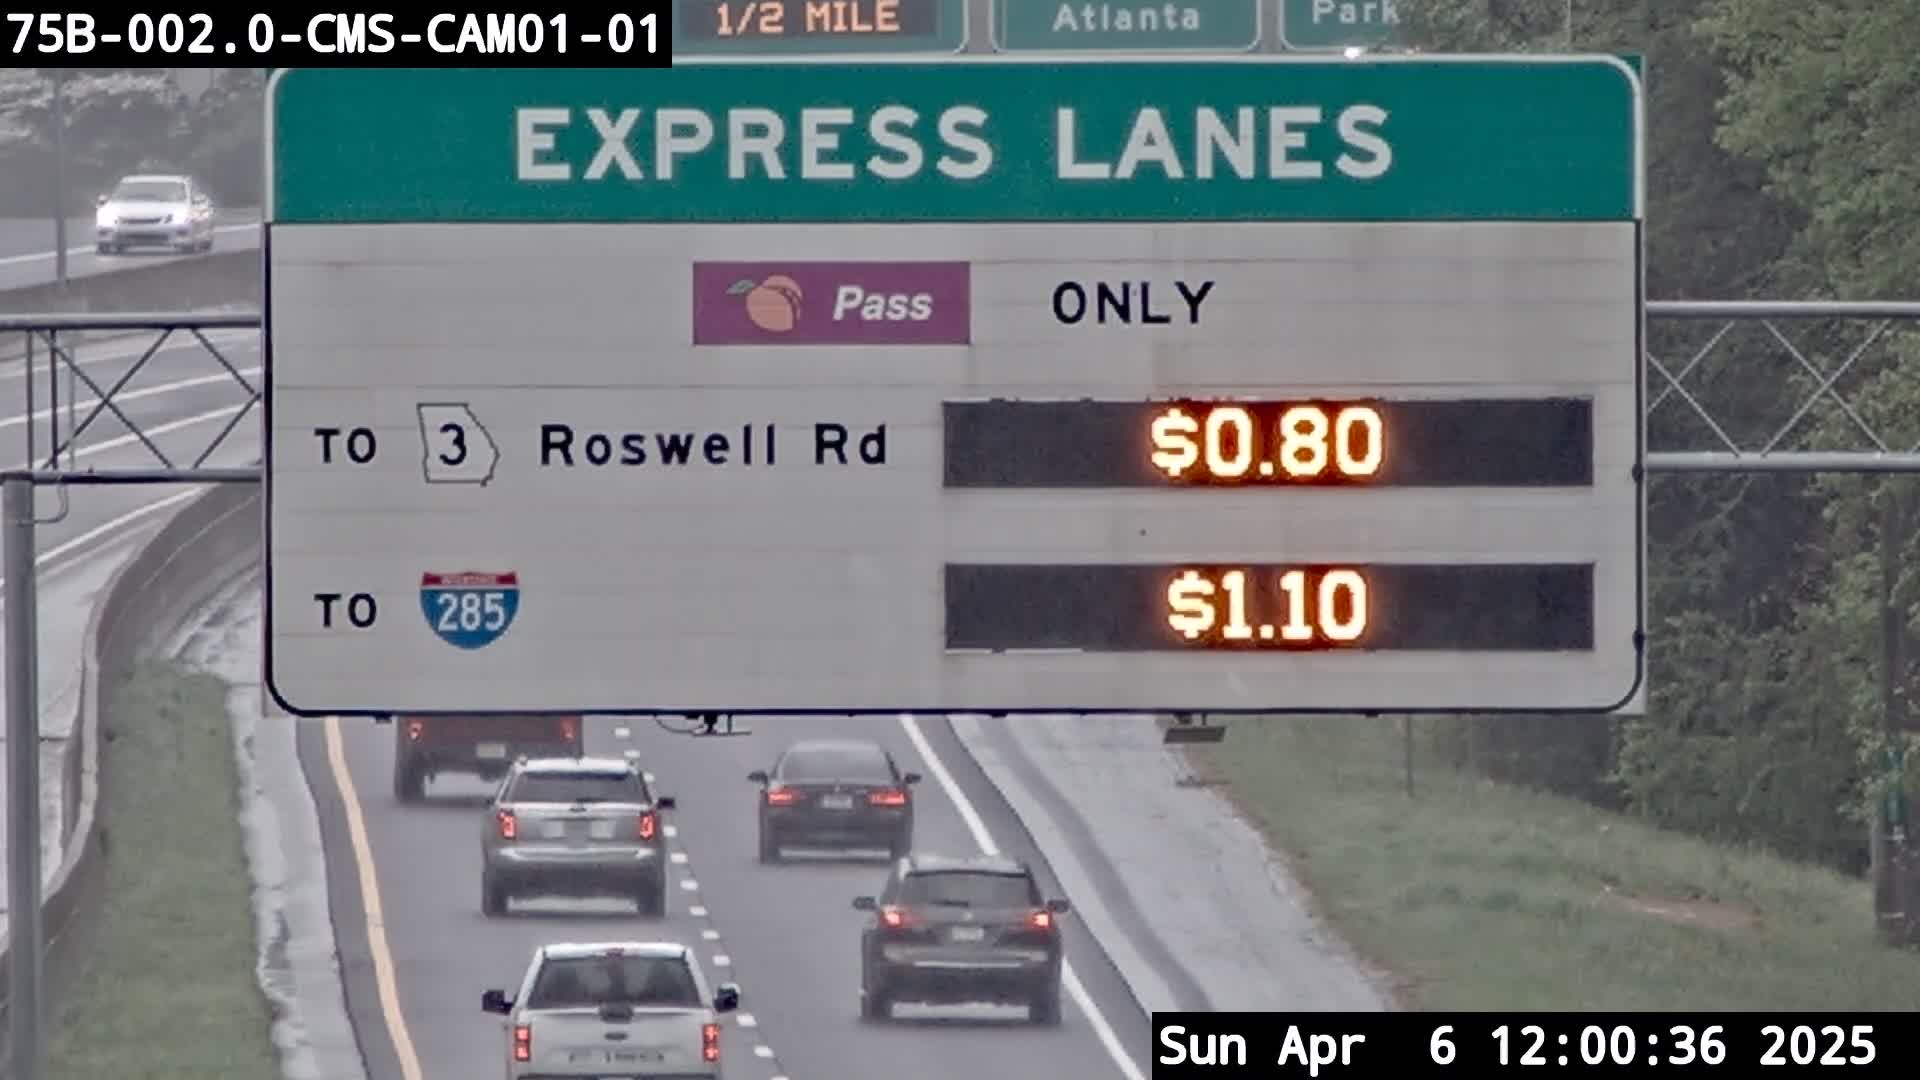 75B-002.0-CMS-CAM01-01
1/2 MILE
Atlanta
Park
EXPRESS LANES
Pass ONLY
TO 3 Roswell Rd $0.80
TO 285 $1.10
Sun Apr 6 12:00:36 2025